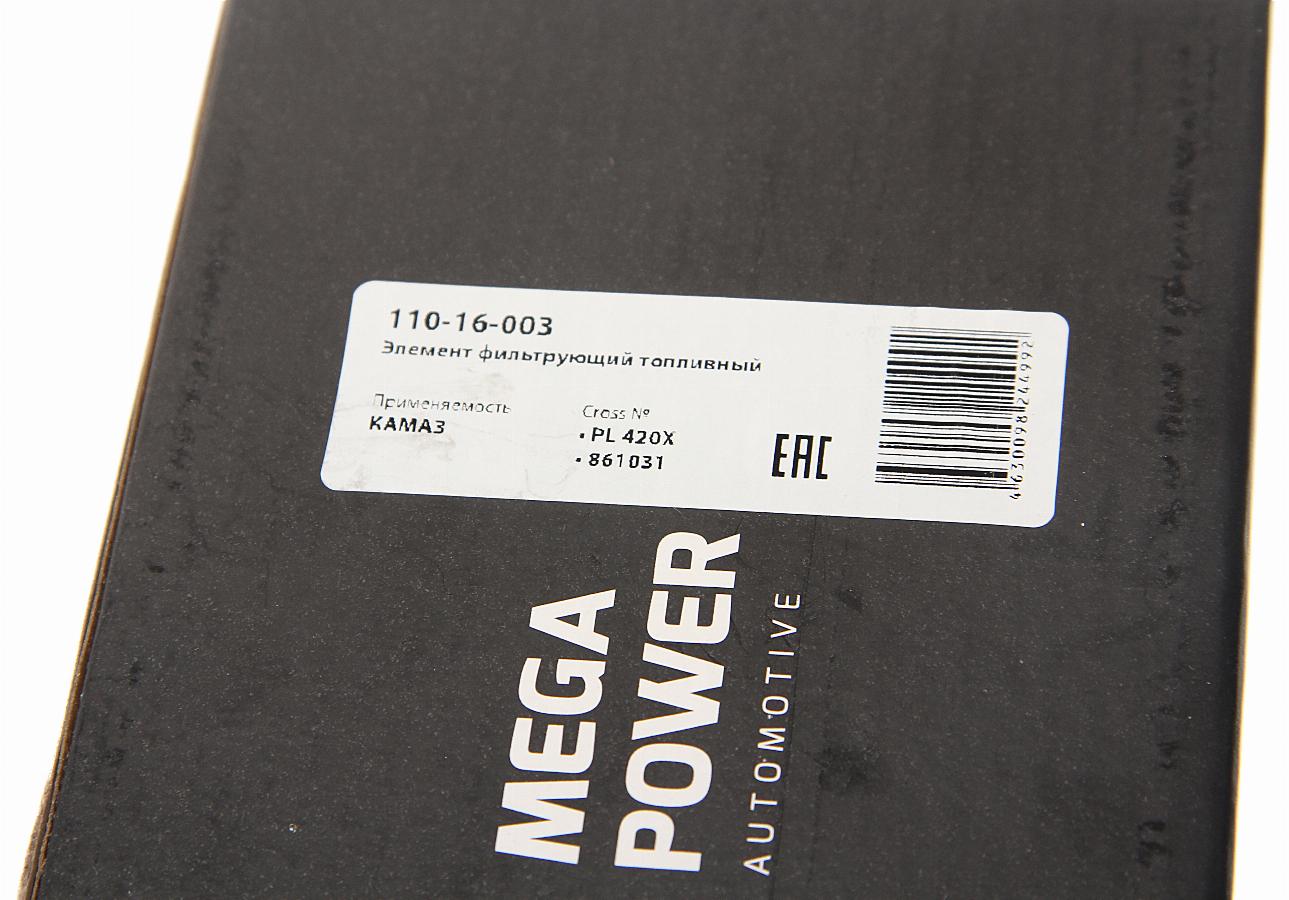 110-16-003
Элемент фильтрующий топливный
Применяемость
КАМАЗ
Cross №
• PL 420X
• 861031
EAC
4630098244992
MEGA
POWER
AUTOMOTIVE